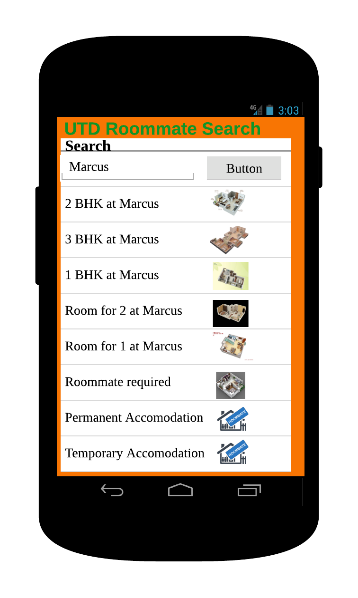 4G 3:03
UTD Roommate Search
Search
Marcus Button
2 BHK at Marcus
3 BHK at Marcus
1 BHK at Marcus
Room for 2 at Marcus
Room for 1 at Marcus
Roommate required
Permanent Accomodation
Temporary Accomodation